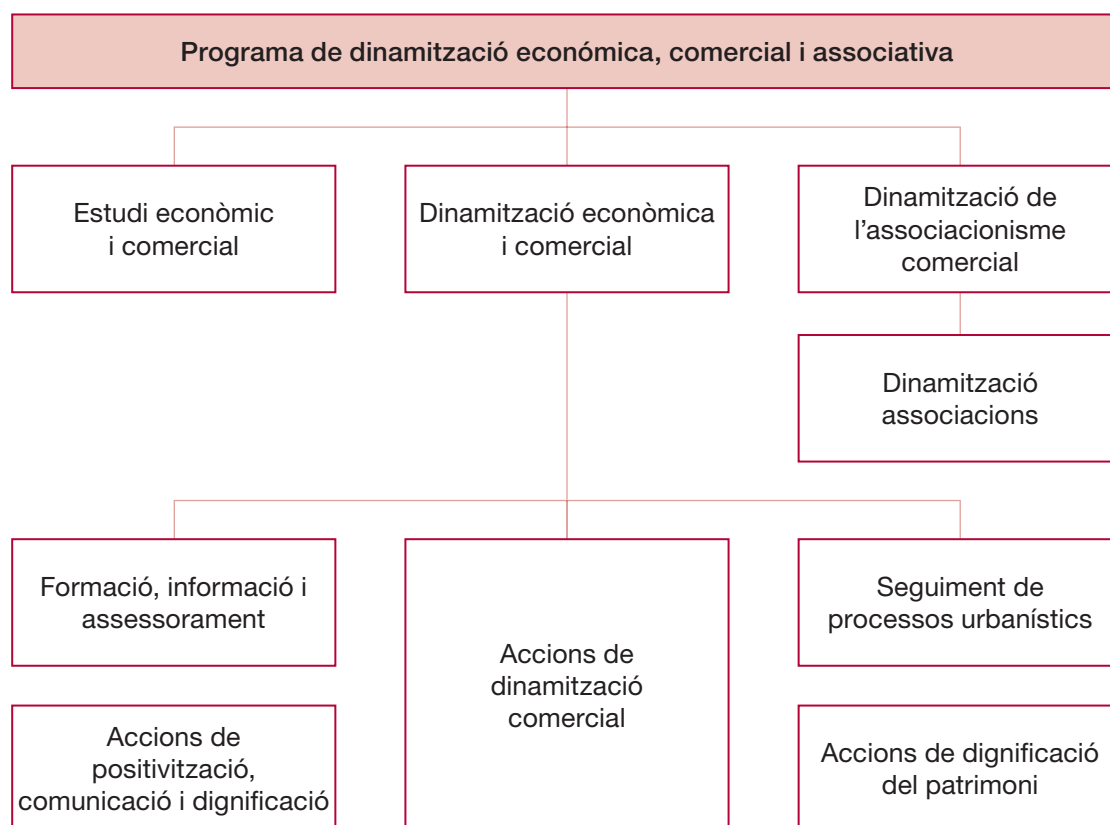 Programa de dinamització económica, comercial i associativa
Estudi econòmic
i comercial
Dinamització econòmica
i comercial
Dinamització de
l'associacionisme
comercial
Dinamització
associacions
Formació, informació i
assessorament
Accions de
dinamització
comercial
Seguiment de
processos urbanístics
Accions de
positivització,
comunicació i dignificació
Accions de dignificació
del patrimoni